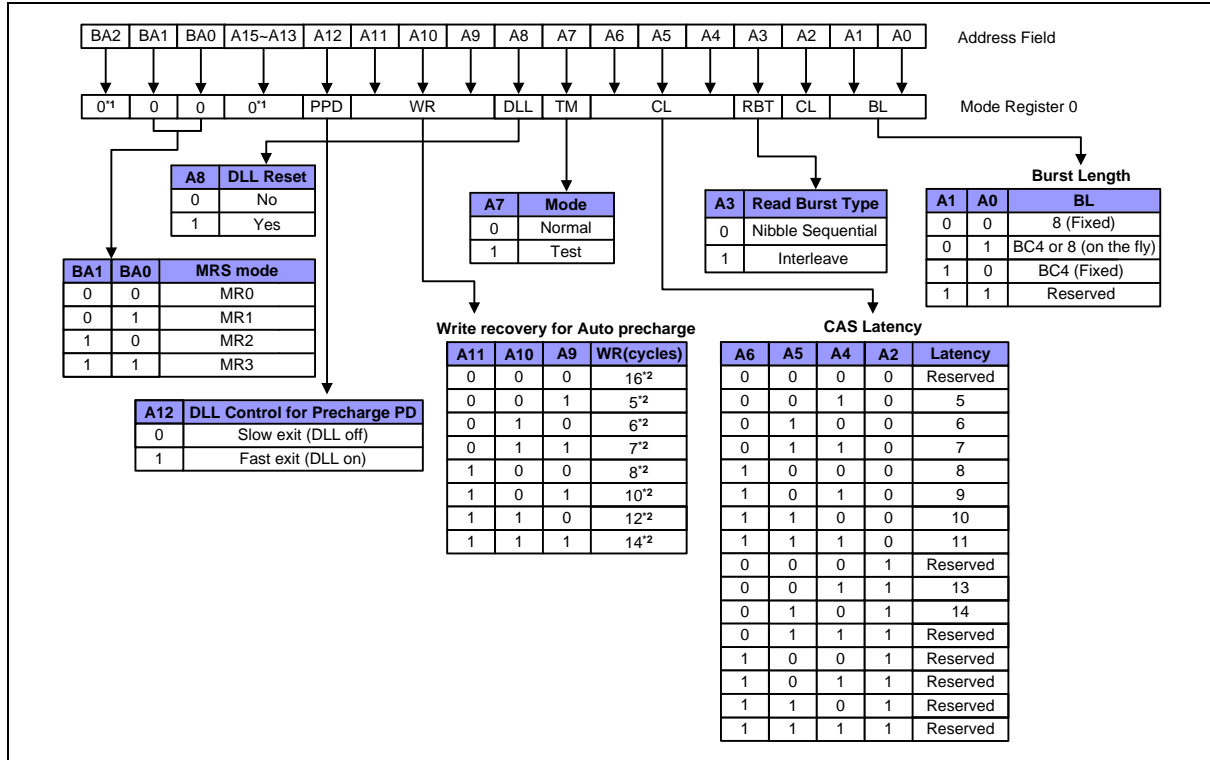 BA2 BA1 BA0 A15~A13 A12 A11 A10 A9 A8 A7 A6 A5 A4 A3 A2 A1 A0 Address Field
0*1 0 0 0*1 PPD WR DLL TM CL RBT CL BL Mode Register 0
A8 DLL Reset
0 No
1 Yes
A7 Mode
0 Normal
1 Test
A3 Read Burst Type
0 Nibble Sequential
1 Interleave
Burst Length
A1 A0 BL
0 0 8 (Fixed)
0 1 BC4 or 8 (on the fly)
1 0 BC4 (Fixed)
1 1 Reserved
BA1 BA0 MRS mode
0 0 MR0
0 1 MR1
1 0 MR2
1 1 MR3
A12 DLL Control for Precharge PD
0 Slow exit (DLL off)
1 Fast exit (DLL on)
Write recovery for Auto precharge
A11 A10 A9 WR(cycles)
0 0 0 16*2
0 0 1 5*2
0 1 0 6*2
0 1 1 7*2
1 0 0 8*2
1 0 1 10*2
1 1 0 12*2
1 1 1 14*2
CAS Latency
A6 A5 A4 A2 Latency
0 0 0 0 Reserved
0 0 1 0 5
0 1 0 0 6
0 1 1 0 7
1 0 0 0 8
1 0 1 0 9
1 1 0 0 10
1 1 1 0 11
0 0 0 1 Reserved
0 0 1 1 13
0 1 0 1 14
0 1 1 1 Reserved
1 0 0 1 Reserved
1 0 1 1 Reserved
1 1 0 1 Reserved
1 1 1 1 Reserved